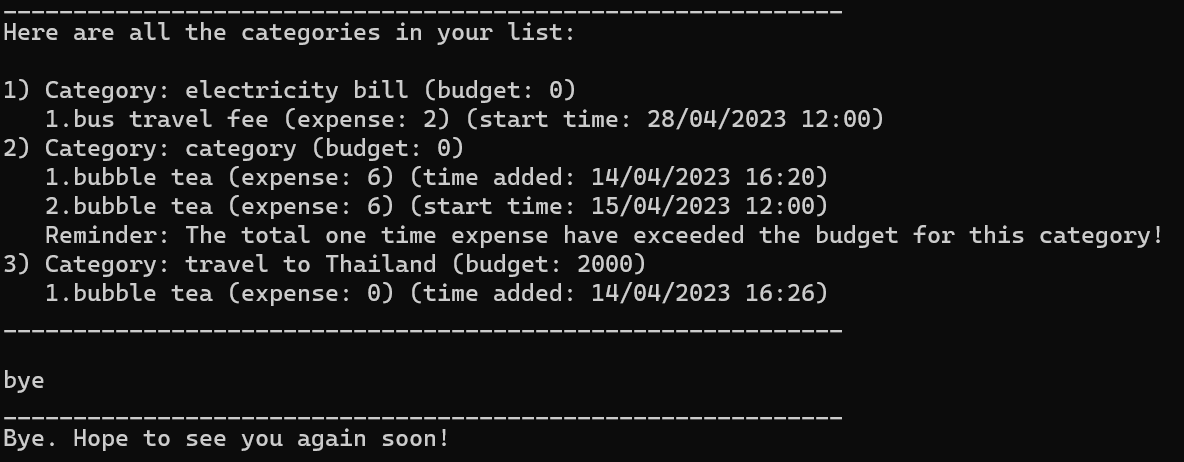 ____________________________________________________________
Here are all the categories in your list:
1) Category: electricity bill (budget: 0)
1.bus travel fee (expense: 2) (start time: 28/04/2023 12:00)
2) Category: category (budget: 0)
1.bubble tea (expense: 6) (time added: 14/04/2023 16:20)
2.bubble tea (expense: 6) (start time: 15/04/2023 12:00)
Reminder: The total one time expense have exceeded the budget for this category!
3) Category: travel to Thailand (budget: 2000)
1.bubble tea (expense: 0) (time added: 14/04/2023 16:26)
____________________________________________________________
bye
____________________________________________________________
Bye. Hope to see you again soon!